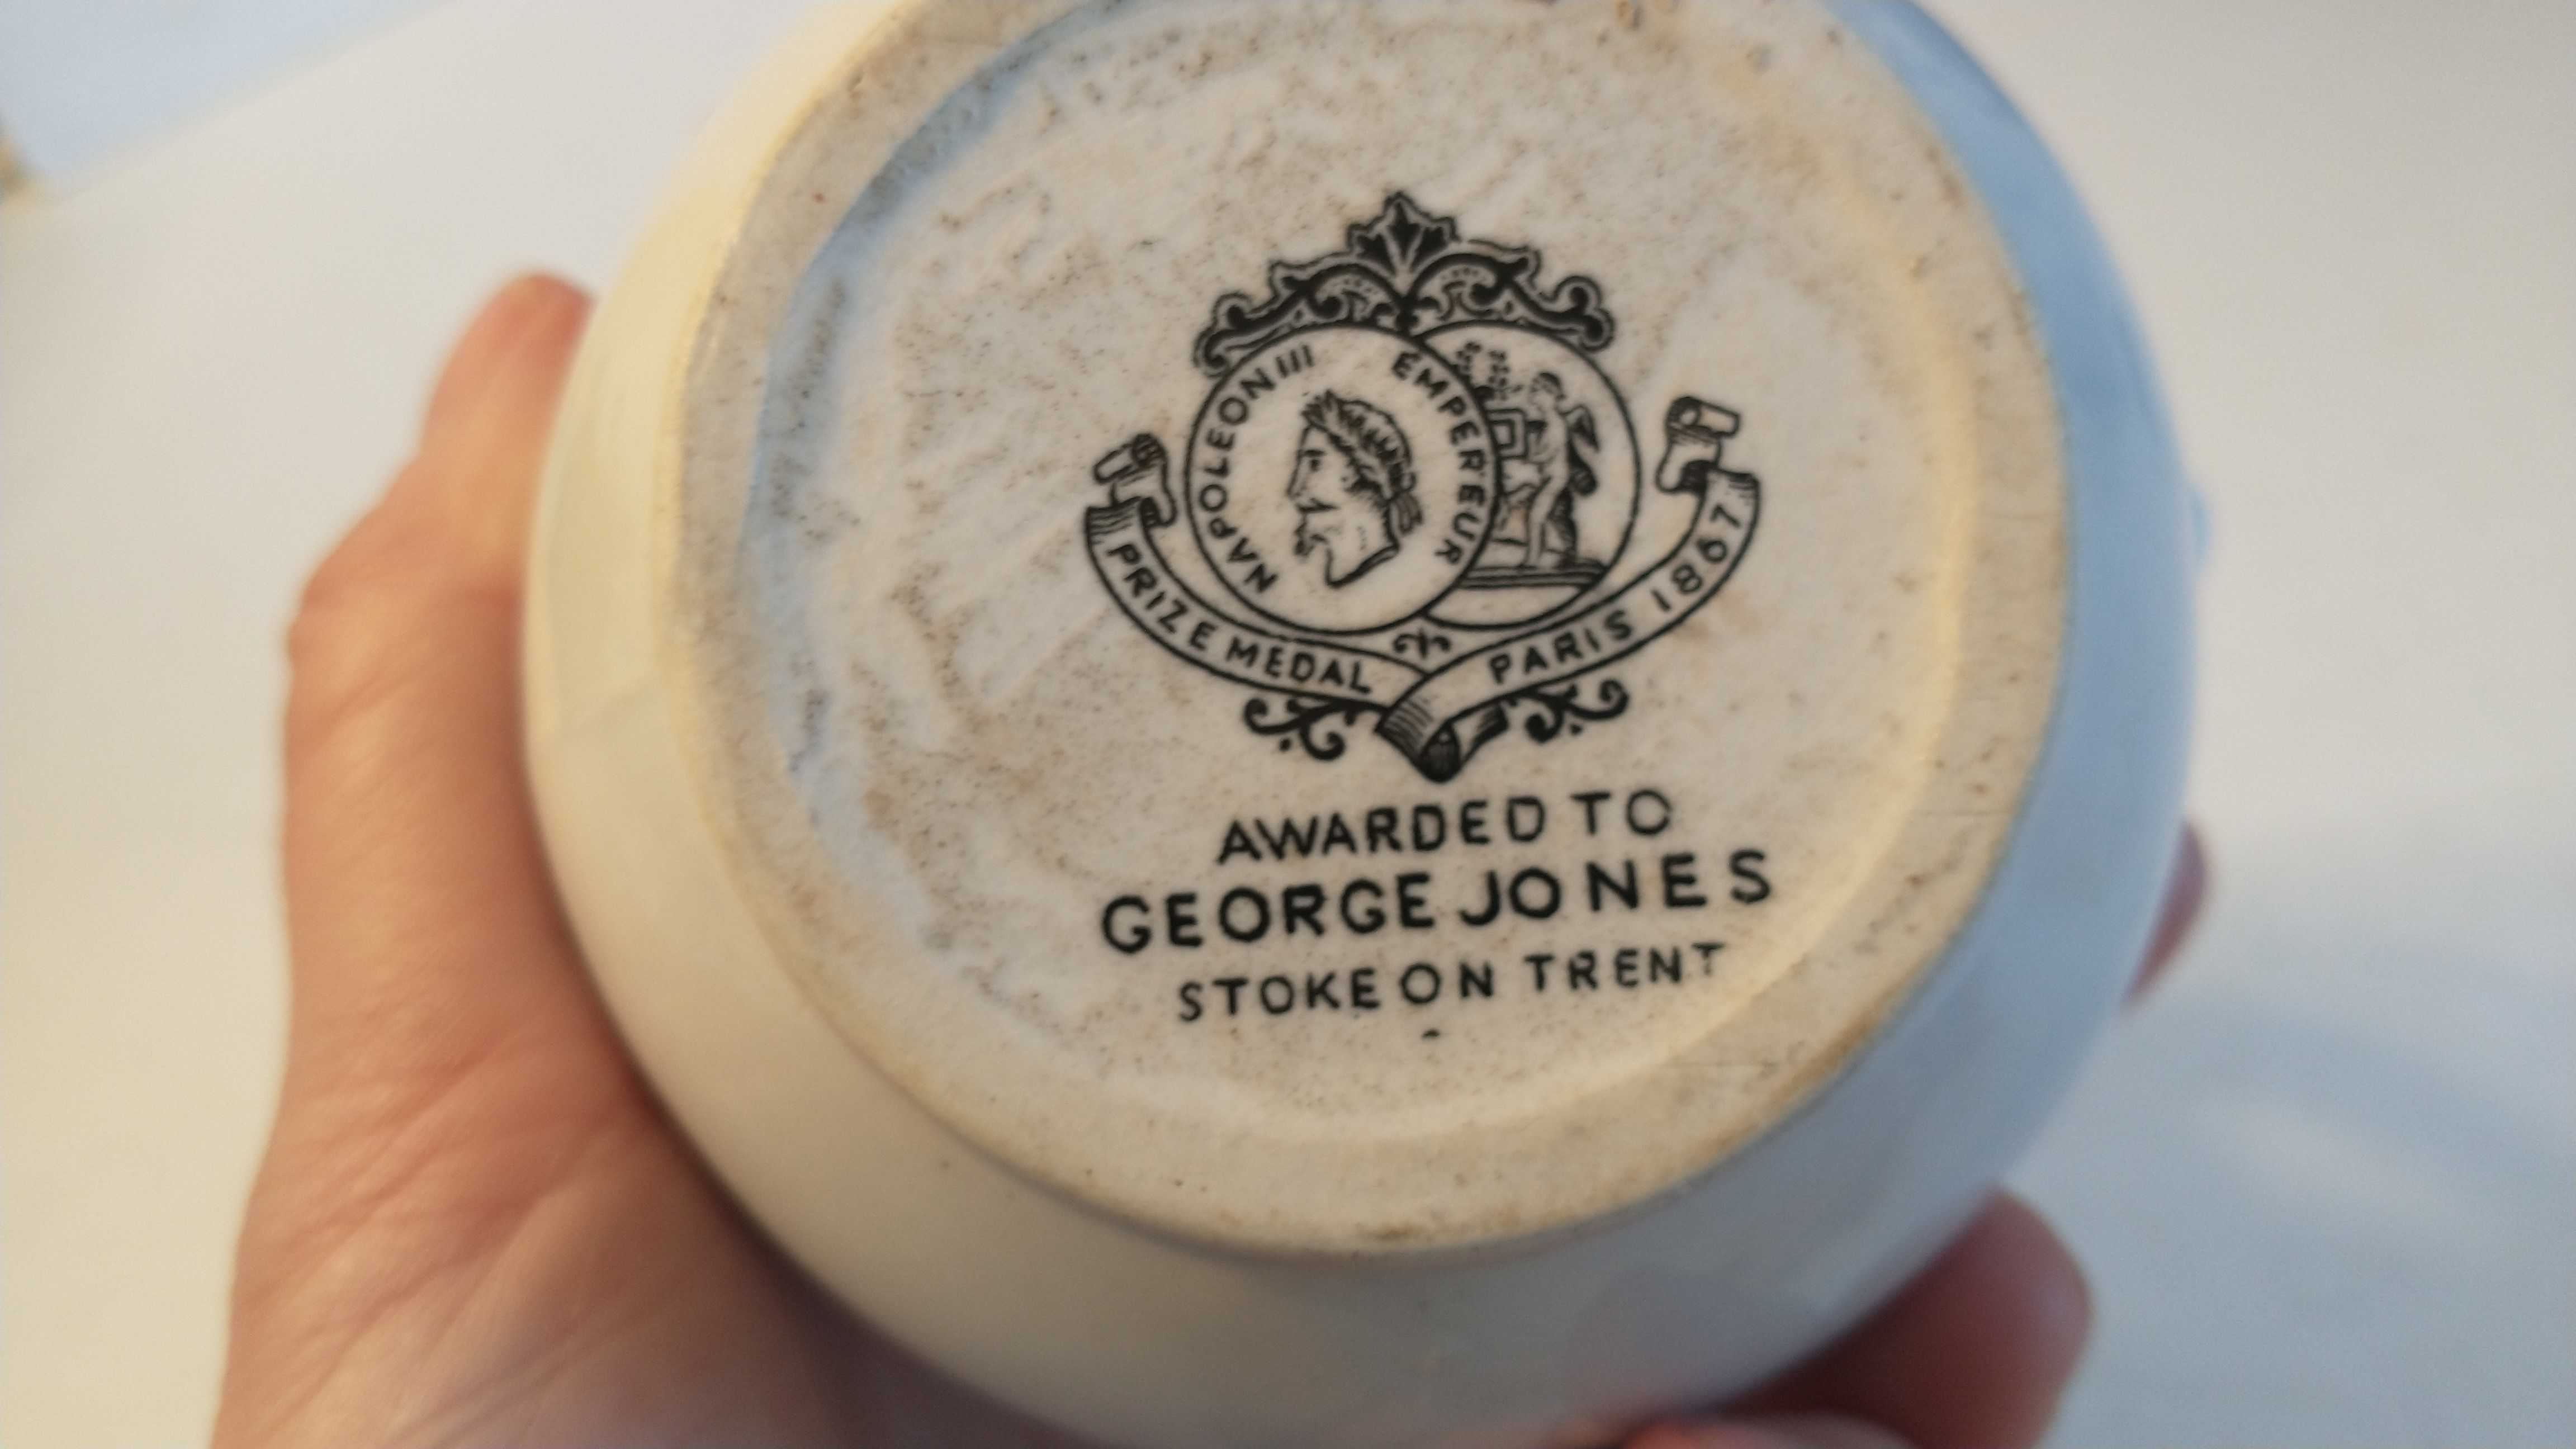 NAPOLEON III EMPEREUR
PRIZE MEDAL PARIS 1867
AWARDED TO
GEORGE JONES
STOKE ON TRENT